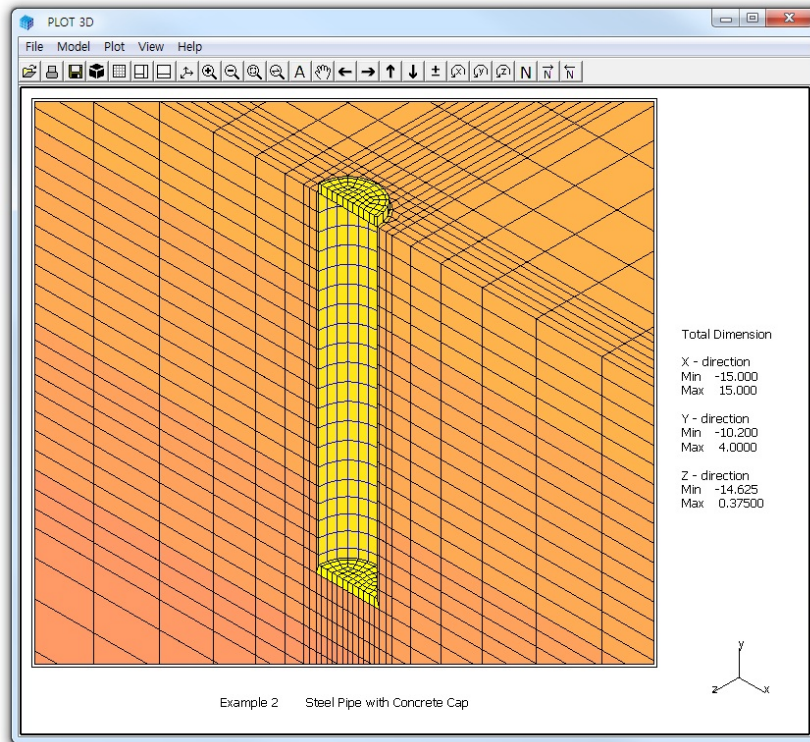 PLOT 3D
File Model Plot View Help
A N N N
Total Dimension
X - direction
Min -15.000
Max 15.000
Y - direction
Min -10.200
Max 4.0000
Z - direction
Min -14.625
Max 0.37500
y
z x
Example 2 Steel Pipe with Concrete Cap